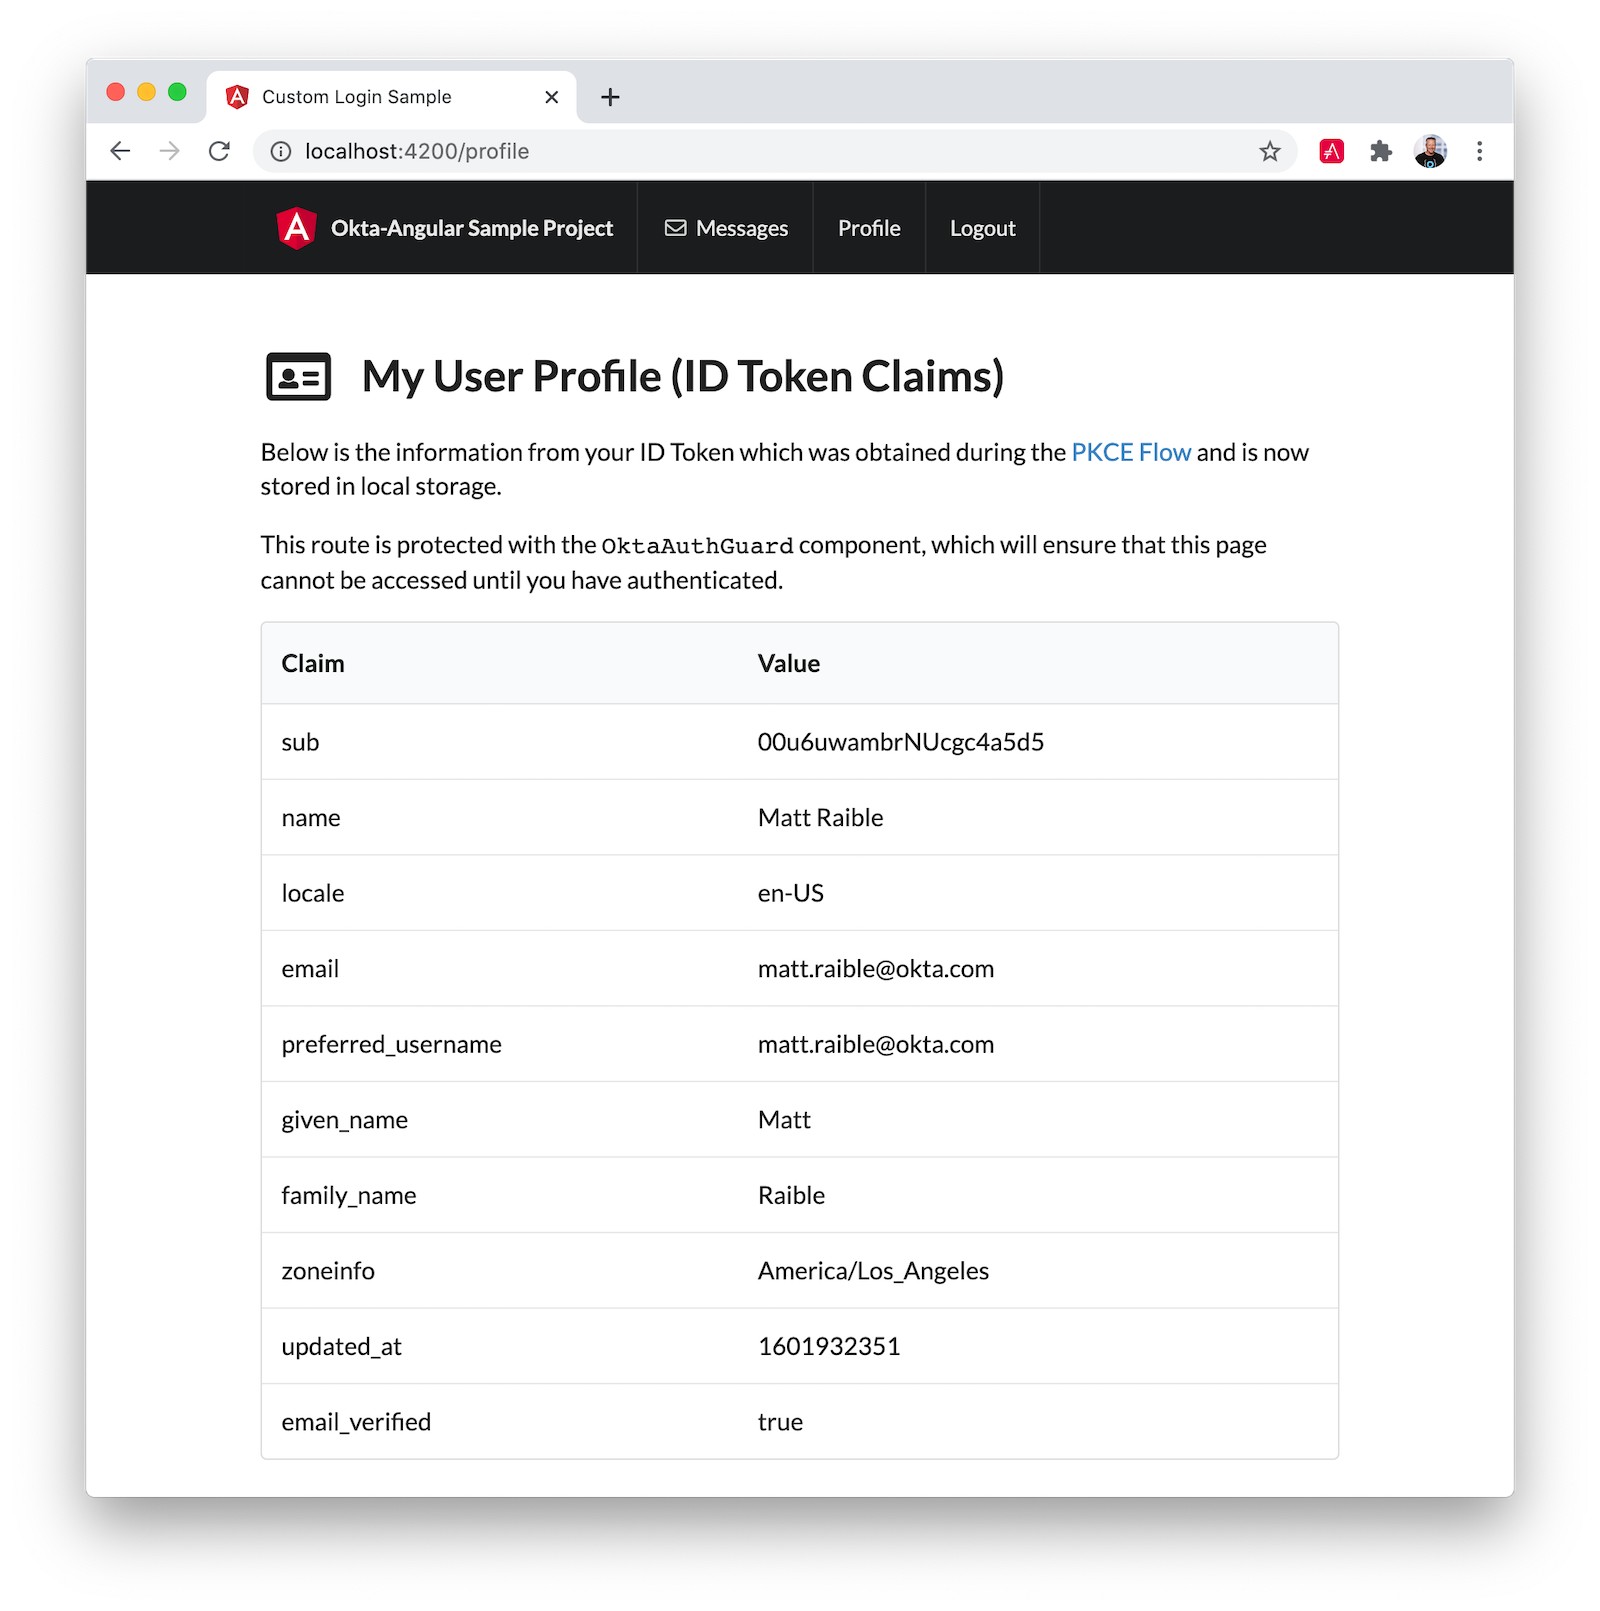 Custom Login Sample
localhost:4200/profile
Okta-Angular Sample Project Messages Profile Logout
My User Profile (ID Token Claims)
Below is the information from your ID Token which was obtained during the PKCE Flow and is now
stored in local storage.
This route is protected with the OktaAuthGuard component, which will ensure that this page
cannot be accessed until you have authenticated.
Claim Value
sub 00u6uwambrNUcgc4a5d5
name Matt Raible
locale en-US
email matt.raible@okta.com
preferred_username matt.raible@okta.com
given_name Matt
family_name Raible
zoneinfo America/Los_Angeles
updated_at 1601932351
email_verified true